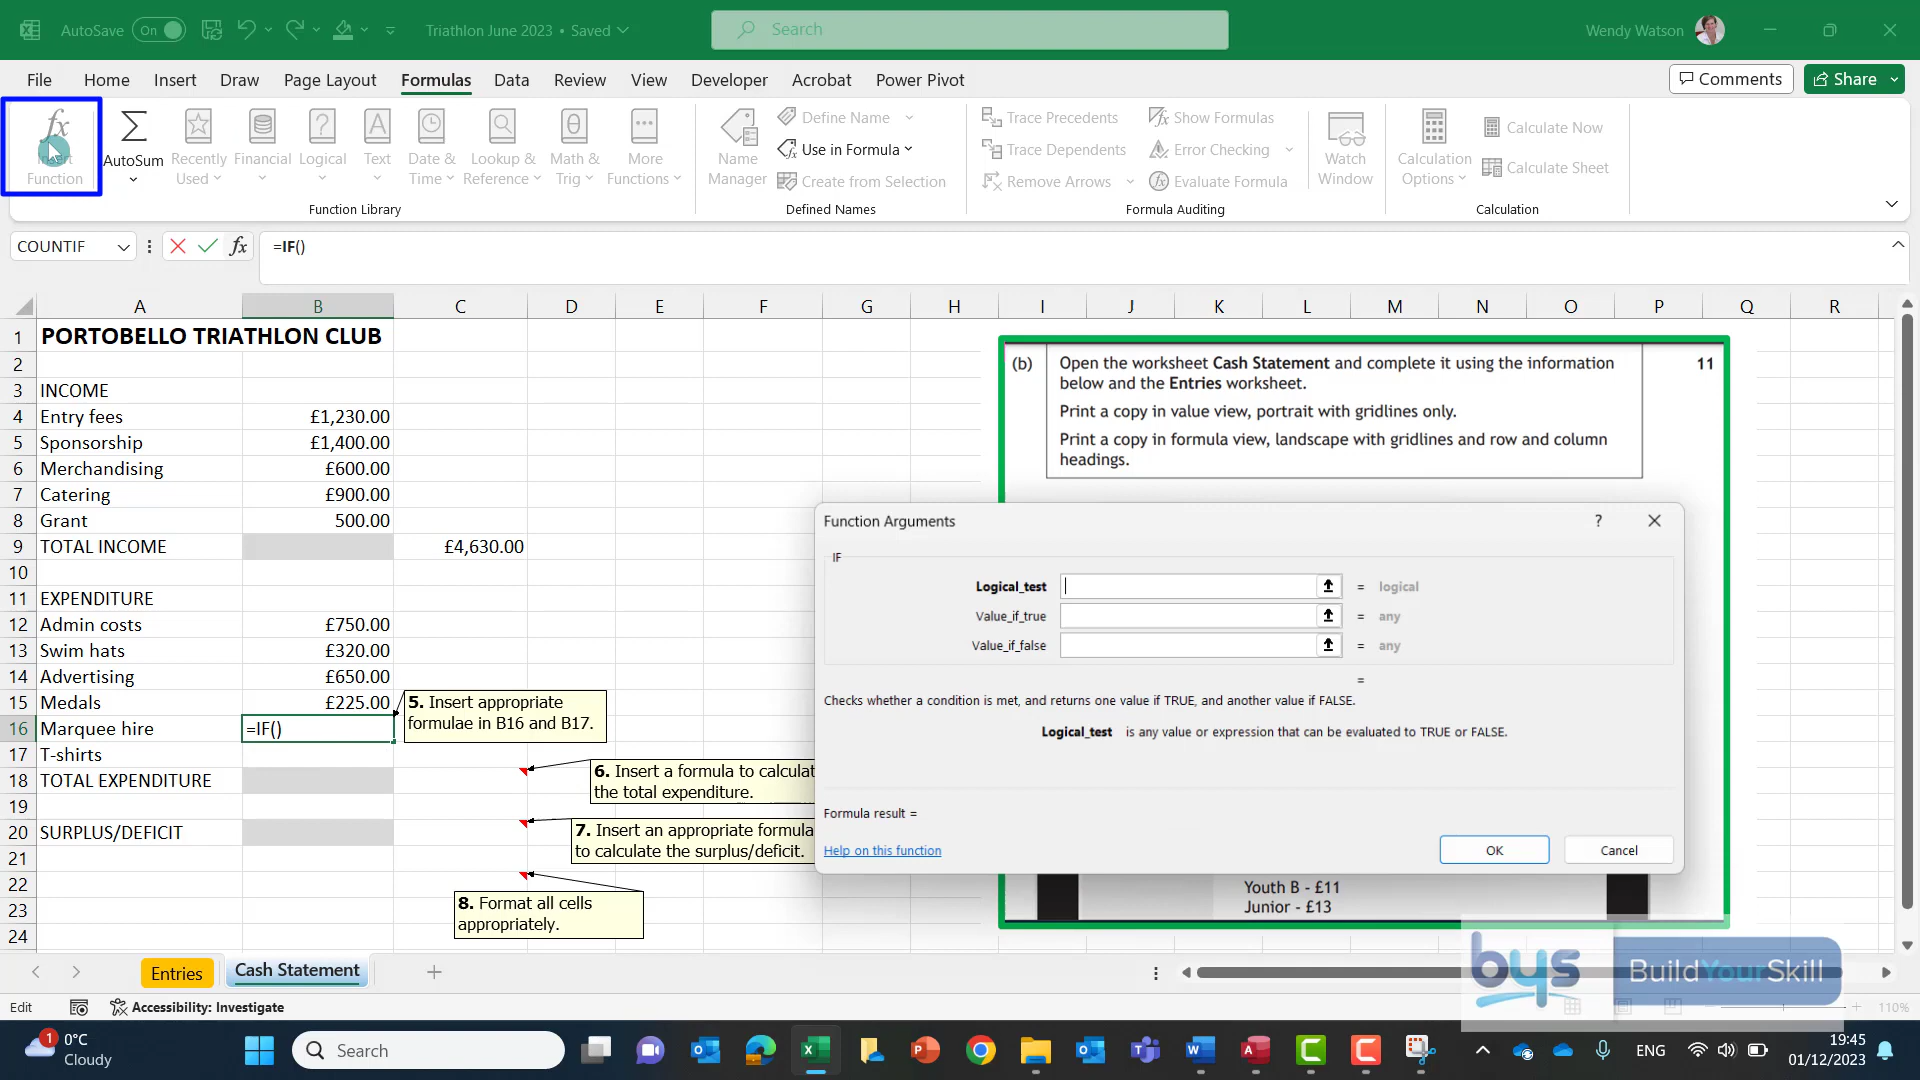 AutoSave On Triathlon June 2023 • Saved Search Wendy Watson
File Home Insert Draw Page Layout Formulas Data Review View Developer Acrobat Power Pivot Comments Share
fx Insert Function
AutoSum
Recently Used
Financial
Logical
Text
Date & Time
Lookup & Reference
Math & Trig
More Functions
Function Library
Name Manager
Define Name
Use in Formula
Create from Selection
Defined Names
Trace Precedents
Trace Dependents
Remove Arrows
Show Formulas
Error Checking
Evaluate Formula
Formula Auditing
Watch Window
Calculation Options
Calculate Now
Calculate Sheet
Calculation
COUNTIF fx =IF()
A B C D E F G H I J K L M N O P Q R
1 PORTOBELLO TRIATHLON CLUB
2
3 INCOME
4 Entry fees £1,230.00
5 Sponsorship £1,400.00
6 Merchandising £600.00
7 Catering £900.00
8 Grant 500.00
9 TOTAL INCOME £4,630.00
10
11 EXPENDITURE
12 Admin costs £750.00
13 Swim hats £320.00
14 Advertising £650.00
15 Medals £225.00
16 Marquee hire =IF()
17 T-shirts
18 TOTAL EXPENDITURE
19
20 SURPLUS/DEFICIT
21
22
23
24
5. Insert appropriate
formulae in B16 and B17.
6. Insert a formula to calculat
the total expenditure.
7. Insert an appropriate formula
to calculate the surplus/deficit.
8. Format all cells
appropriately.
(b) Open the worksheet Cash Statement and complete it using the information 11
below and the Entries worksheet.
Print a copy in value view, portrait with gridlines only.
Print a copy in formula view, landscape with gridlines and row and column
headings.
Function Arguments ?
IF
Logical_test = logical
Value_if_true = any
Value_if_false = any
=
Checks whether a condition is met, and returns one value if TRUE, and another value if FALSE.
Logical_test is any value or expression that can be evaluated to TRUE or FALSE.
Formula result =
Help on this function OK Cancel
Youth B - £11
Junior - £13
Entries Cash Statement
bys BuildYourSkill
Edit Accessibility: Investigate 110%
1 0°C
Cloudy
Search
ENG
19:45
01/12/2023